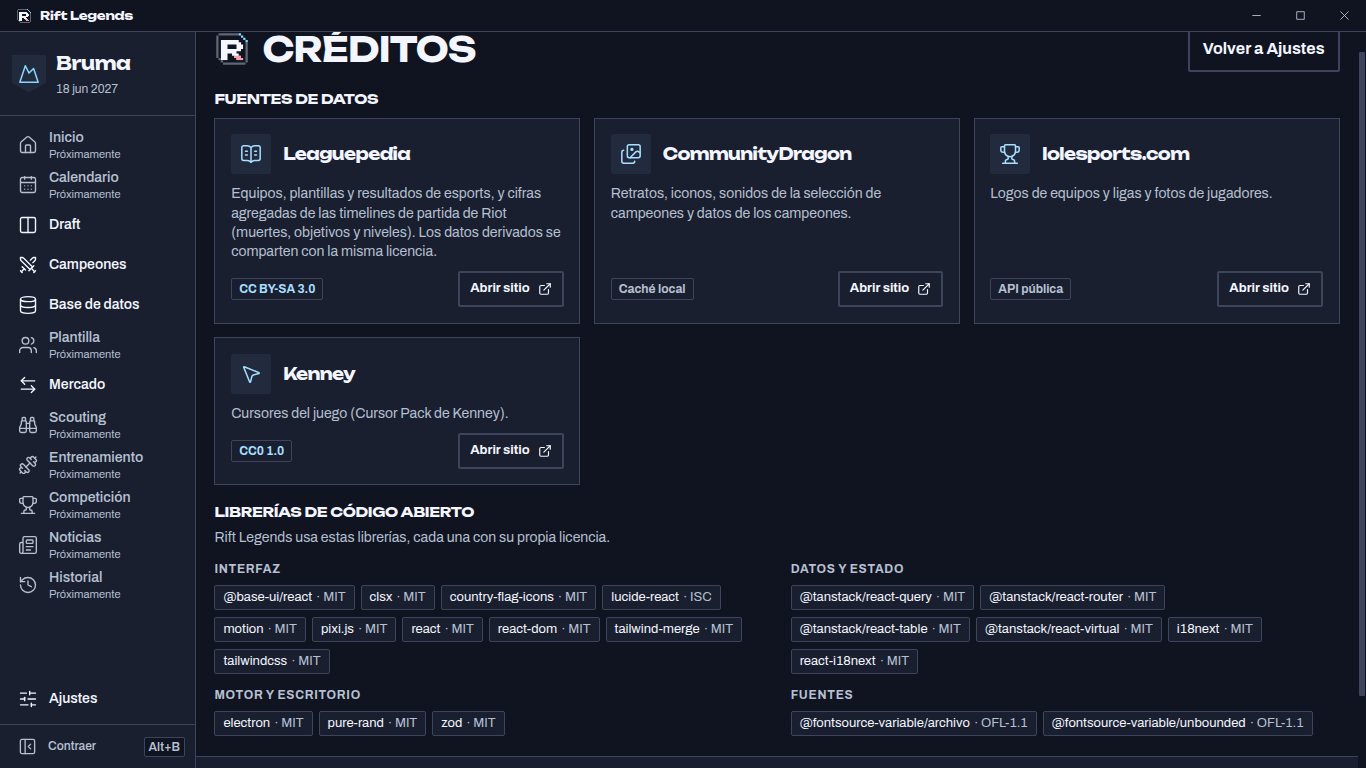 Rift Legends
Bruma
18 jun 2027
Inicio
Próximamente
Calendario
Próximamente
Draft
Campeones
Base de datos
Plantilla
Próximamente
Mercado
Scouting
Próximamente
Entrenamiento
Próximamente
Competición
Próximamente
Noticias
Próximamente
Historial
Próximamente
Ajustes
Contraer Alt+B
CRÉDITOS
Volver a Ajustes
FUENTES DE DATOS
Leaguepedia
Equipos, plantillas y resultados de esports, y cifras
agregadas de las timelines de partida de Riot
(muertes, objetivos y niveles). Los datos derivados se
comparten con la misma licencia.
CC BY-SA 3.0 Abrir sitio
CommunityDragon
Retratos, iconos, sonidos de la selección de
campeones y datos de los campeones.
Caché local Abrir sitio
lolesports.com
Logos de equipos y ligas y fotos de jugadores.
API pública Abrir sitio
Kenney
Cursores del juego (Cursor Pack de Kenney).
CC0 1.0 Abrir sitio
LIBRERÍAS DE CÓDIGO ABIERTO
Rift Legends usa estas librerías, cada una con su propia licencia.
INTERFAZ
@base-ui/react · MIT clsx · MIT country-flag-icons · MIT lucide-react · ISC
motion · MIT pixi.js · MIT react · MIT react-dom · MIT tailwind-merge · MIT
tailwindcss · MIT
DATOS Y ESTADO
@tanstack/react-query · MIT @tanstack/react-router · MIT
@tanstack/react-table · MIT @tanstack/react-virtual · MIT i18next · MIT
react-i18next · MIT
MOTOR Y ESCRITORIO
electron · MIT pure-rand · MIT zod · MIT
FUENTES
@fontsource-variable/archivo · OFL-1.1 @fontsource-variable/unbounded · OFL-1.1